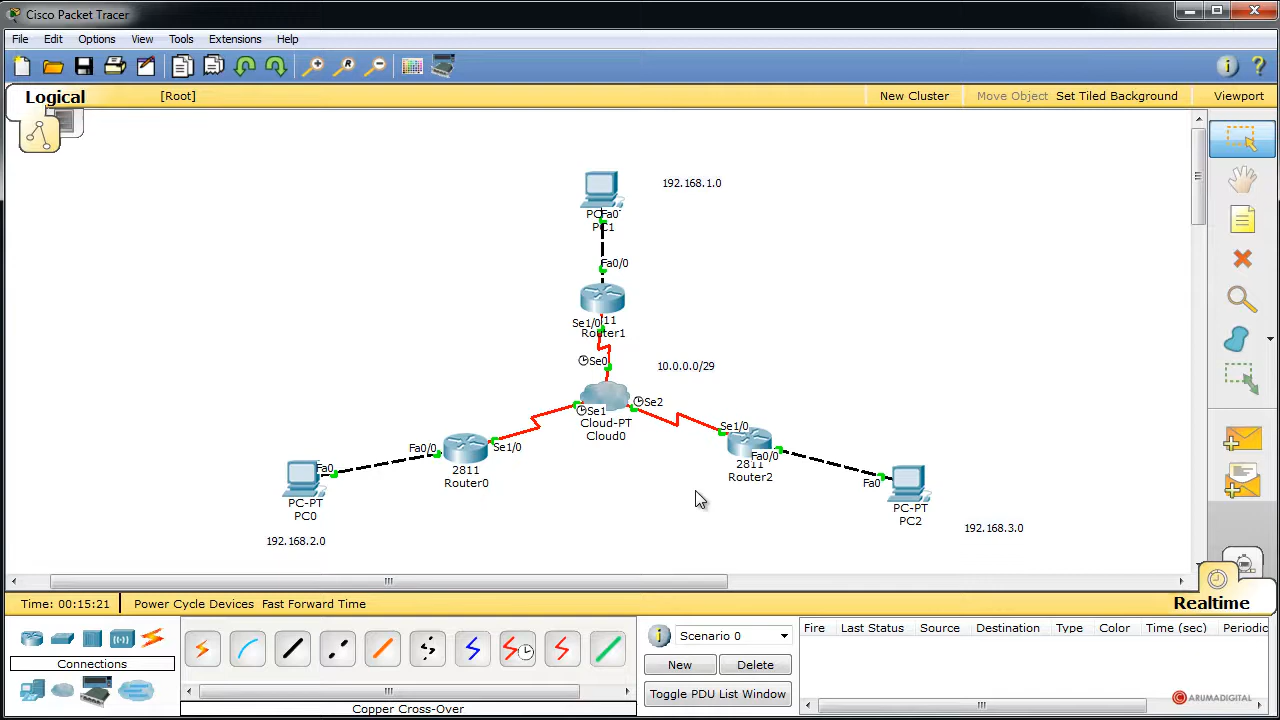 Cisco Packet Tracer
File Edit Options View Tools Extensions Help
Logical [Root] New Cluster Move Object Set Tiled Background Viewport
192.168.1.0
Fa0
PC1
Fa0/0
Se1/0
Router1
Se0
10.0.0.0/29
Se1
Se2
Cloud-PT
Cloud0
Se1/0
Fa0/0
2811
Router2
Fa0/0
Se1/0
2811
Router0
Fa0
PC-PT
PC0
192.168.2.0
Fa0
PC-PT
PC2
192.168.3.0
Time: 00:15:21 Power Cycle Devices Fast Forward Time Realtime
Connections
Copper Cross-Over
Scenario 0
New Delete
Toggle PDU List Window
Fire Last Status Source Destination Type Color Time (sec) Periodic
ARUMADIGITAL